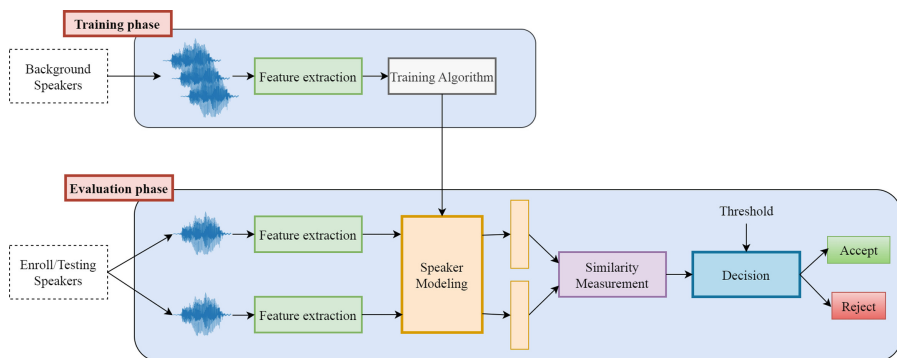 Training phase
Background
Speakers
Feature extraction
Training Algorithm
Evaluation phase
Enroll/Testing
Speakers
Feature extraction
Feature extraction
Speaker
Modeling
Similarity
Measurement
Threshold
Decision
Accept
Reject